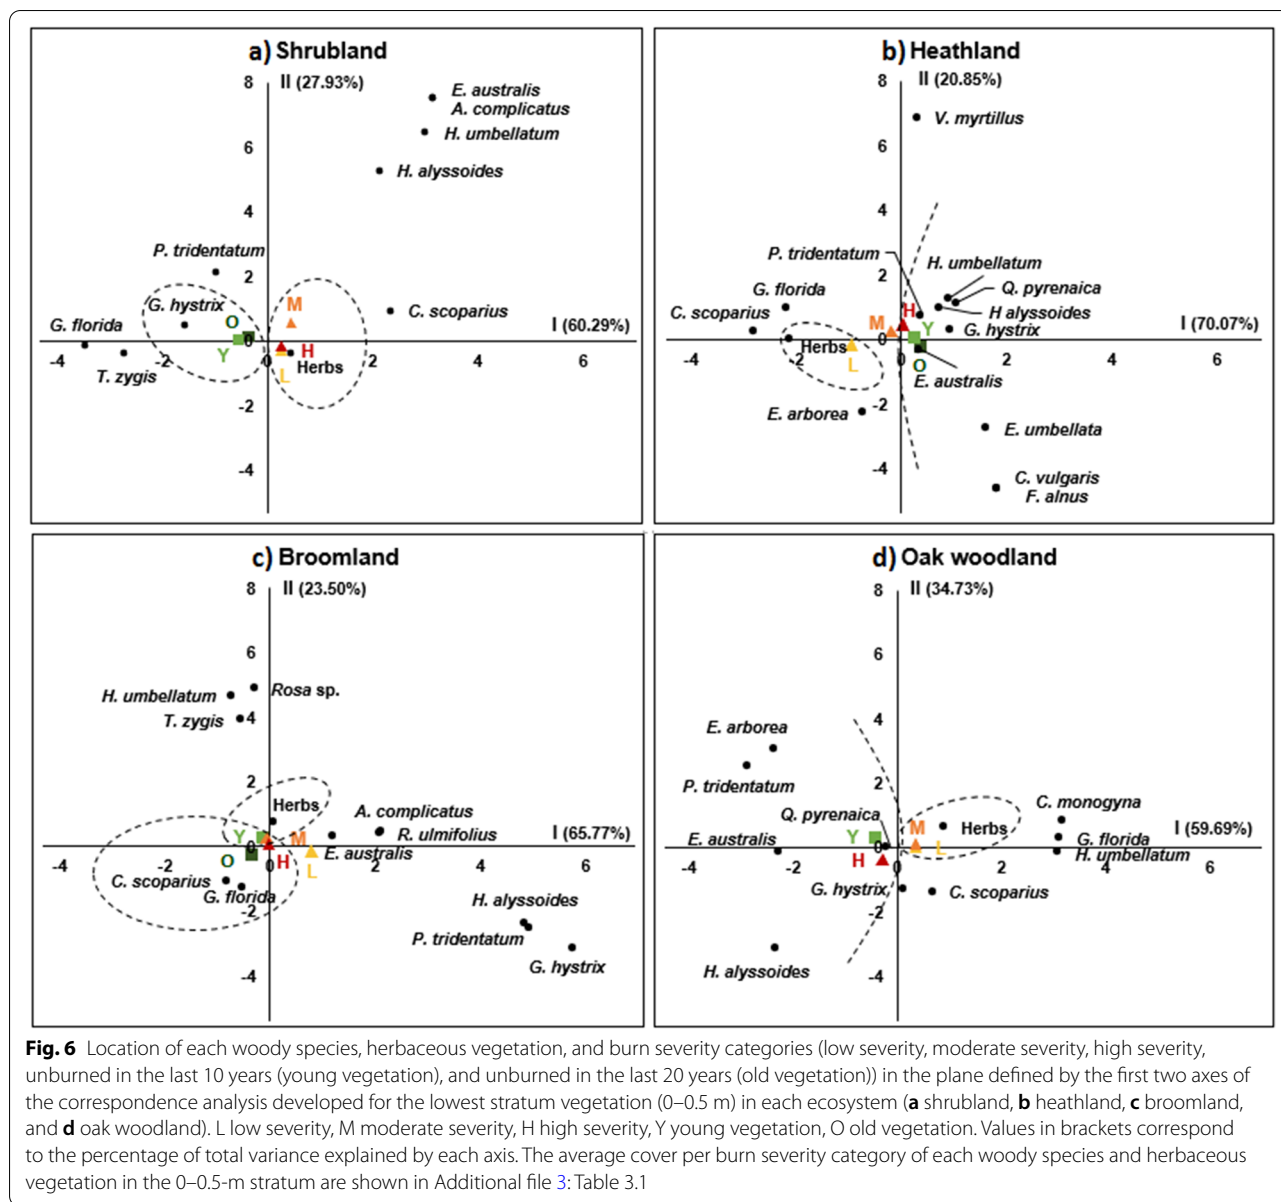 a) Shrubland
II (27.93%)
8
E. australis
A. complicatus
H. umbellatum
6
H. alyssoides
4
P. tridentatum
2
G. hystrix
M
C. scoparius
G. florida
O
I (60.29%)
0
Y
H
-4
T. zygis
0
Herbs
2
4
6
L
-2
-4
b) Heathland
II (20.85%)
8
V. myrtillus
6
4
P. tridentatum
H. umbellatum
2
Q. pyrenaica
G. florida
H alyssoides
C. scoparius
H
M
Y
G. hystrix
I (70.07%)
0
Herbs
-4
2
0
2
4
6
L
O
E. australis
E. arborea
-2
E. umbellata
-4
C. vulgaris
F. alnus
c) Broomland
II (23.50%)
8
6
H. umbellatum
Rosa sp.
T. zygis
4
2
Herbs
A. complicatus
Y
M
R. ulmifolius
I (65.77%)
0
E. australis
-4
O
0
H
2
4
6
L
C. scoparius
G. florida
-2
H. alyssoides
P. tridentatum
G. hystrix
-4
d) Oak woodland
II (34.73%)
8
6
E. arborea
4
P. tridentatum
2
C. monogyna
Q. pyrenaica
M
Herbs
Y
I (59.69%)
E. australis
G. florida
0
L
H. umbellatum
H
-4
-2
0
2
4
6
G. hystrix
C. scoparius
-2
H. alyssoides
-4
Fig. 6 Location of each woody species, herbaceous vegetation, and burn severity categories (low severity, moderate severity, high severity,
unburned in the last 10 years (young vegetation), and unburned in the last 20 years (old vegetation)) in the plane defined by the first two axes of
the correspondence analysis developed for the lowest stratum vegetation (0–0.5 m) in each ecosystem (a shrubland, b heathland, c broomland,
and d oak woodland). L low severity, M moderate severity, H high severity, Y young vegetation, O old vegetation. Values in brackets correspond
to the percentage of total variance explained by each axis. The average cover per burn severity category of each woody species and herbaceous
vegetation in the 0–0.5-m stratum are shown in Additional file 3: Table 3.1